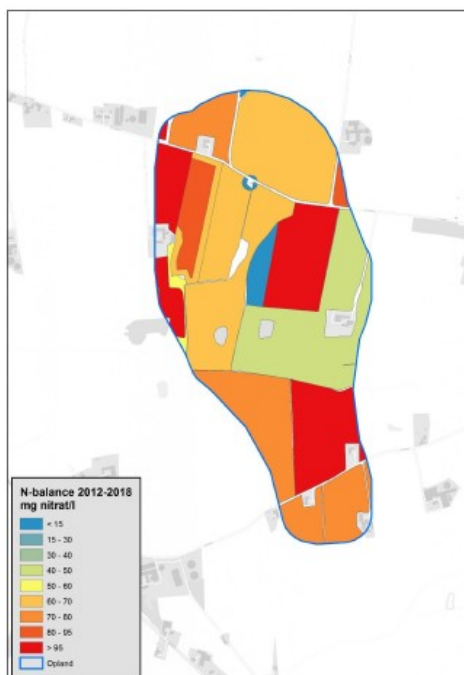 N-balance 2012-2018
mg nitrat/l
< 15
15 - 30
30 - 40
40 - 50
50 - 60
60 - 70
70 - 80
80 - 95
> 95
Opland